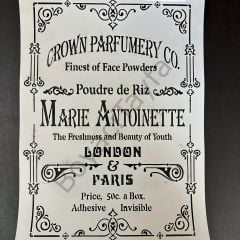 CROWN PARFUMERY CO.
Finest of Face Powders
Poudre de Riz
MARIE ANTOINETTE
The Freshness and Beauty of Youth
LONDON
&
PARIS
Price, 50c. a Box.
Adhesive Invisible